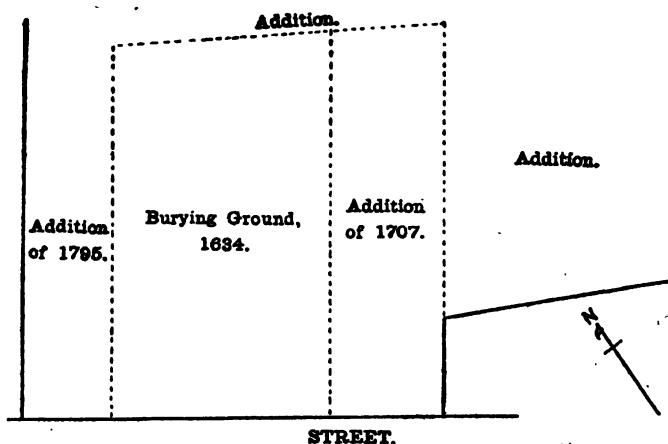 Addition.
Addition.
Addition
of 1795.
Burying Ground,
1634.
Addition
of 1707.
N
STREET.